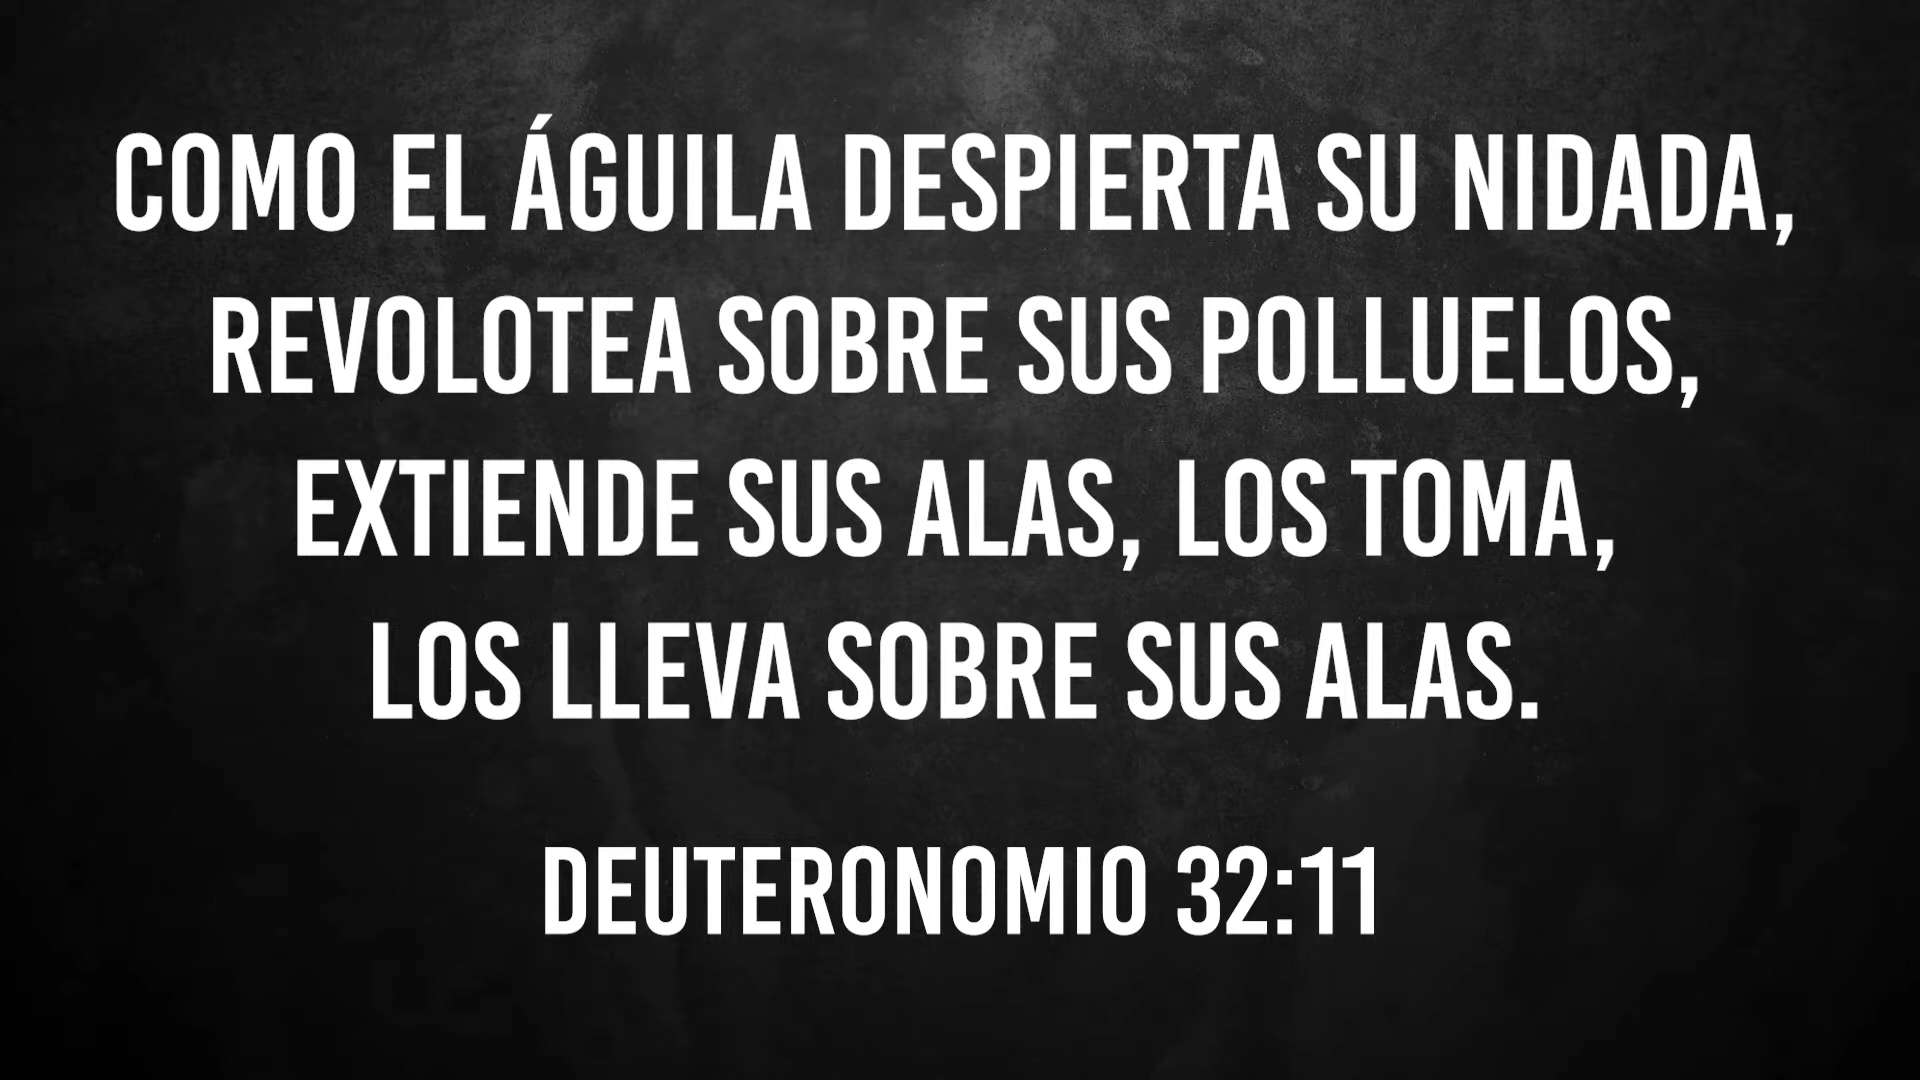 COMO EL ÁGUILA DESPIERTA SU NIDADA,
REVOLOTEA SOBRE SUS POLLUELOS,
EXTIENDE SUS ALAS, LOS TOMA,
LOS LLEVA SOBRE SUS ALAS.
DEUTERONOMIO 32:11